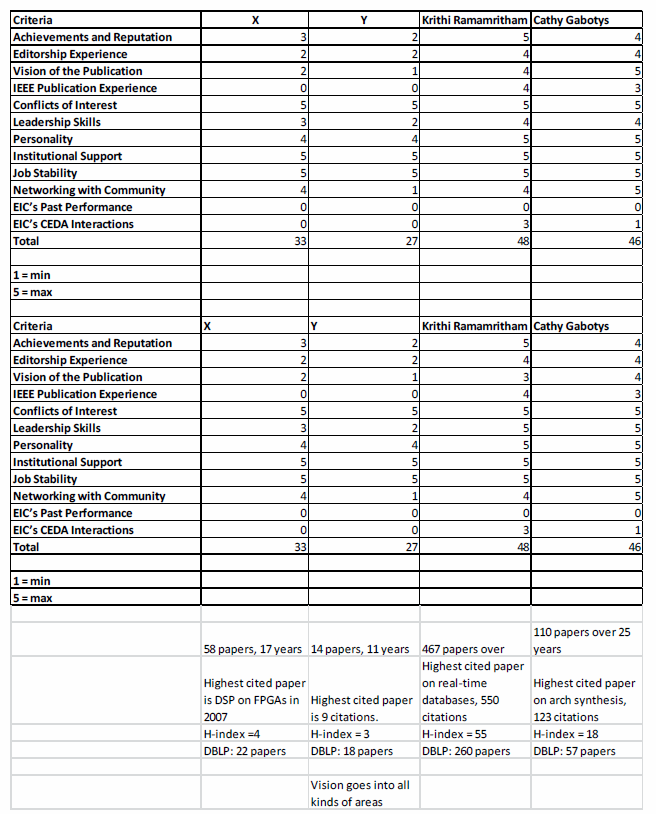 Criteria X Y Krithi Ramamritham Cathy Gabotys
Achievements and Reputation 3 2 5 4
Editorship Experience 2 2 4 4
Vision of the Publication 2 1 4 5
IEEE Publication Experience 0 0 4 3
Conflicts of Interest 5 5 5 5
Leadership Skills 3 2 4 4
Personality 4 4 5 5
Institutional Support 5 5 5 5
Job Stability 5 5 5 5
Networking with Community 4 1 4 5
EIC's Past Performance 0 0 0 0
EIC's CEDA Interactions 0 0 3 1
Total 33 27 48 46
1 = min
5 = max
Criteria X Y Krithi Ramamritham Cathy Gabotys
Achievements and Reputation 3 2 5 4
Editorship Experience 2 2 4 4
Vision of the Publication 2 1 3 4
IEEE Publication Experience 0 0 4 3
Conflicts of Interest 5 5 5 5
Leadership Skills 3 2 5 5
Personality 4 4 5 5
Institutional Support 5 5 5 5
Job Stability 5 5 5 5
Networking with Community 4 1 4 5
EIC's Past Performance 0 0 0 0
EIC's CEDA Interactions 0 0 3 1
Total 33 27 48 46
1 = min
5 = max
110 papers over 25
58 papers, 17 years 14 papers, 11 years 467 papers over years
Highest cited paper
Highest cited paper on real-time Highest cited paper
is DSP on FPGAs in Highest cited paper databases, 550 on arch synthesis,
2007 is 9 citations. citations 123 citations
H-index =4 H-index = 3 H-index = 55 H-index = 18
DBLP: 22 papers DBLP: 18 papers DBLP: 260 papers DBLP: 57 papers
Vision goes into all
kinds of areas